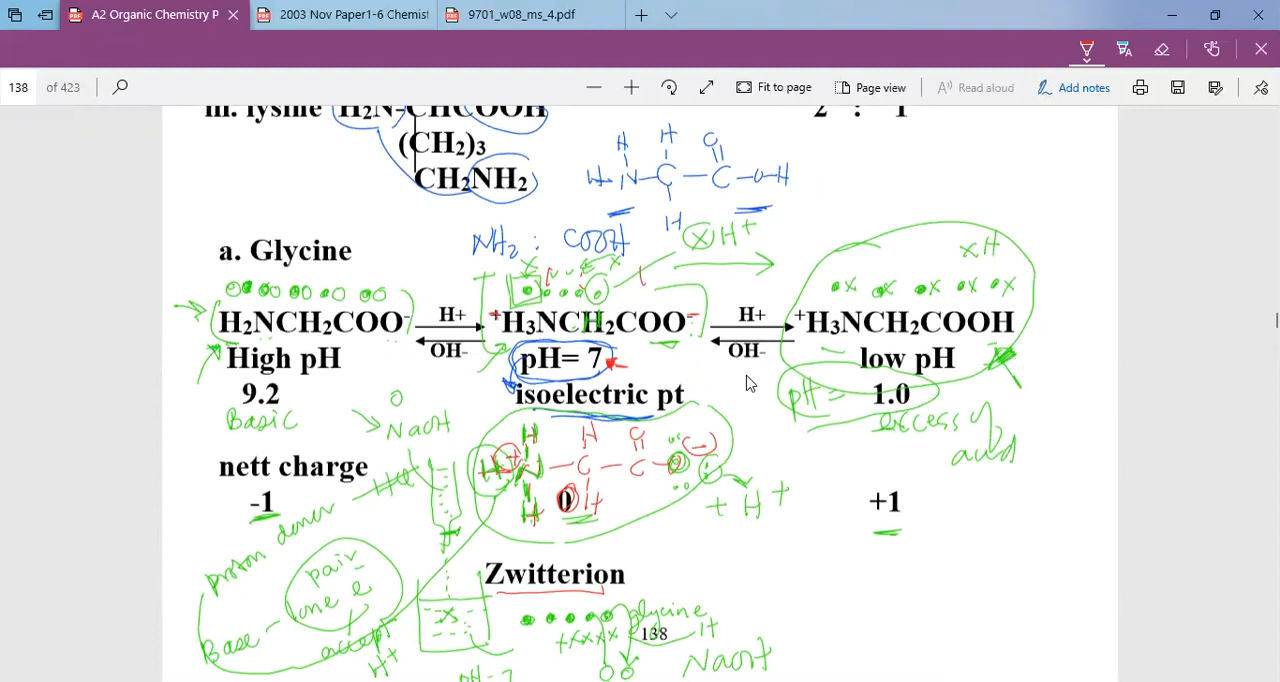 A2 Organic Chemistry P
2003 Nov Paper1-6 Chemist
9701_w08_ms_4.pdf
138 of 423
Fit to page
Page view
Read aloud
Add notes
III. lysine H2N-CHCOOH 2 : 1
(CH2)3
CH2NH2
H H O
H-N-C-C-O-H
H
NH2 : COOH
H+
xH
a. Glycine
H2NCH2COO- H+ OH- +H3NCH2COO- H+ OH- +H3NCH2COOH
High pH pH= 7 low pH
9.2 isoelectric pt pH= 1.0
Basic
NaOH
excess of acid
nett charge
H H O
H N - C - C - O
H H
+ H+
-1 0 +1
HCl
proton donor
Base - lone pair e
accept H+
Zwitterion
glycine
138
NaOH